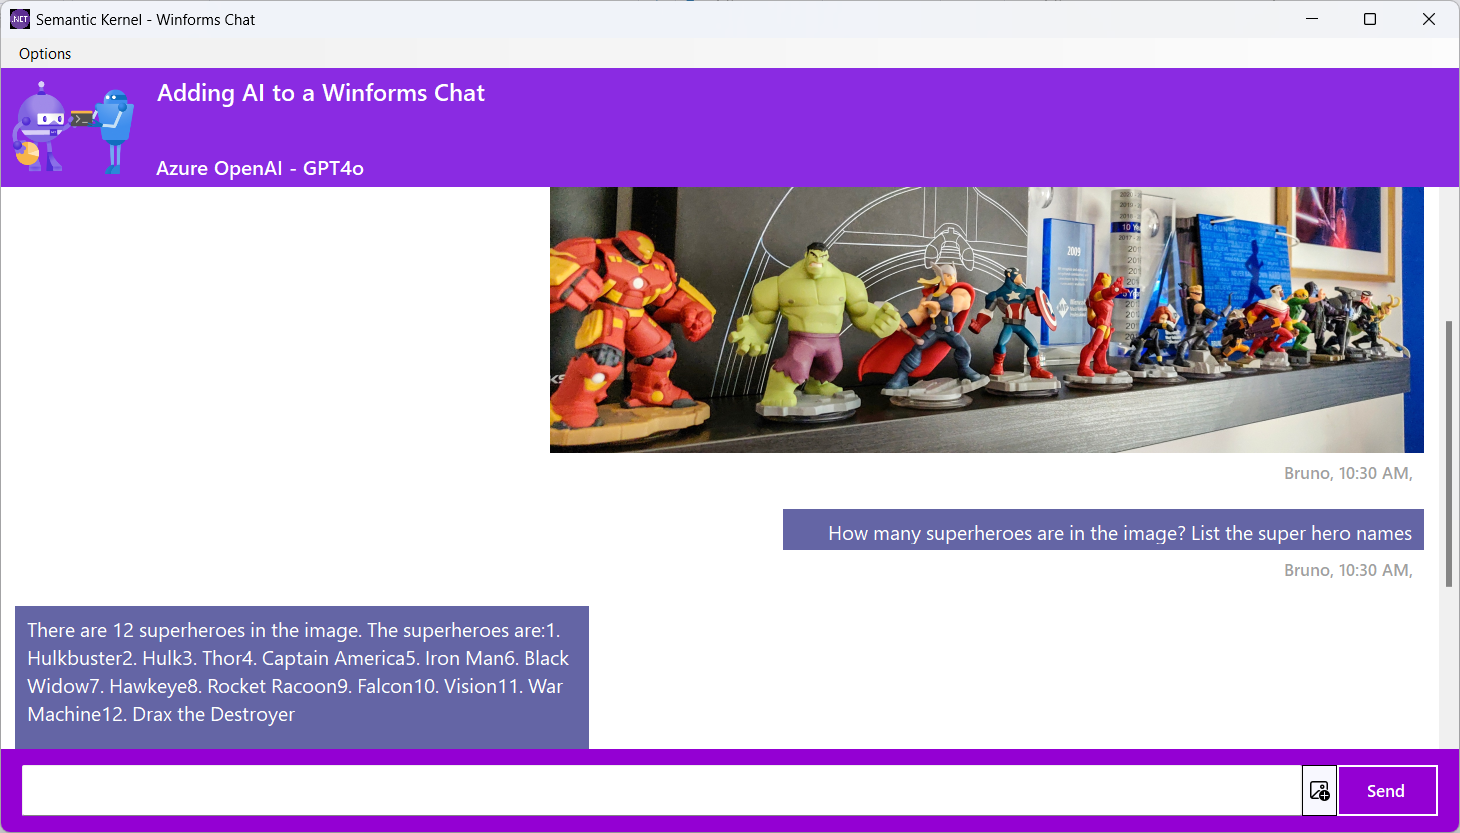 .NET
Semantic Kernel - Winforms Chat
Options
Adding AI to a Winforms Chat
Azure OpenAI - GPT4o
2009
10 Ye
Bruno, 10:30 AM,
How many superheroes are in the image? List the super hero names
Bruno, 10:30 AM,
There are 12 superheroes in the image. The superheroes are:1.
Hulkbuster2. Hulk3. Thor4. Captain America5. Iron Man6. Black
Widow7. Hawkeye8. Rocket Racoon9. Falcon10. Vision11. War
Machine12. Drax the Destroyer
Send